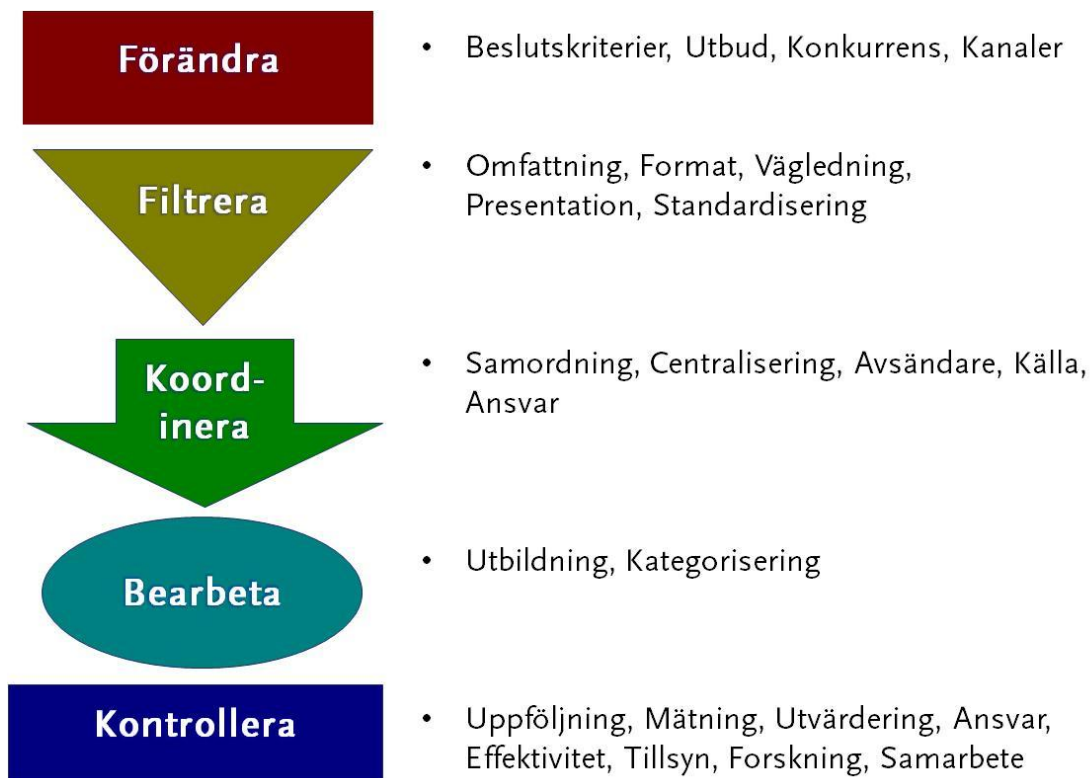 Förändra
• Beslutskriterier, Utbud, Konkurrens, Kanaler
Filtrera
• Omfattning, Format, Vägledning,
Presentation, Standardisering
Koord-
inera
• Samordning, Centralisering, Avsändare, Källa,
Ansvar
Bearbeta
• Utbildning, Kategorisering
Kontrollera
• Uppföljning, Mätning, Utvärdering, Ansvar,
Effektivitet, Tillsyn, Forskning, Samarbete